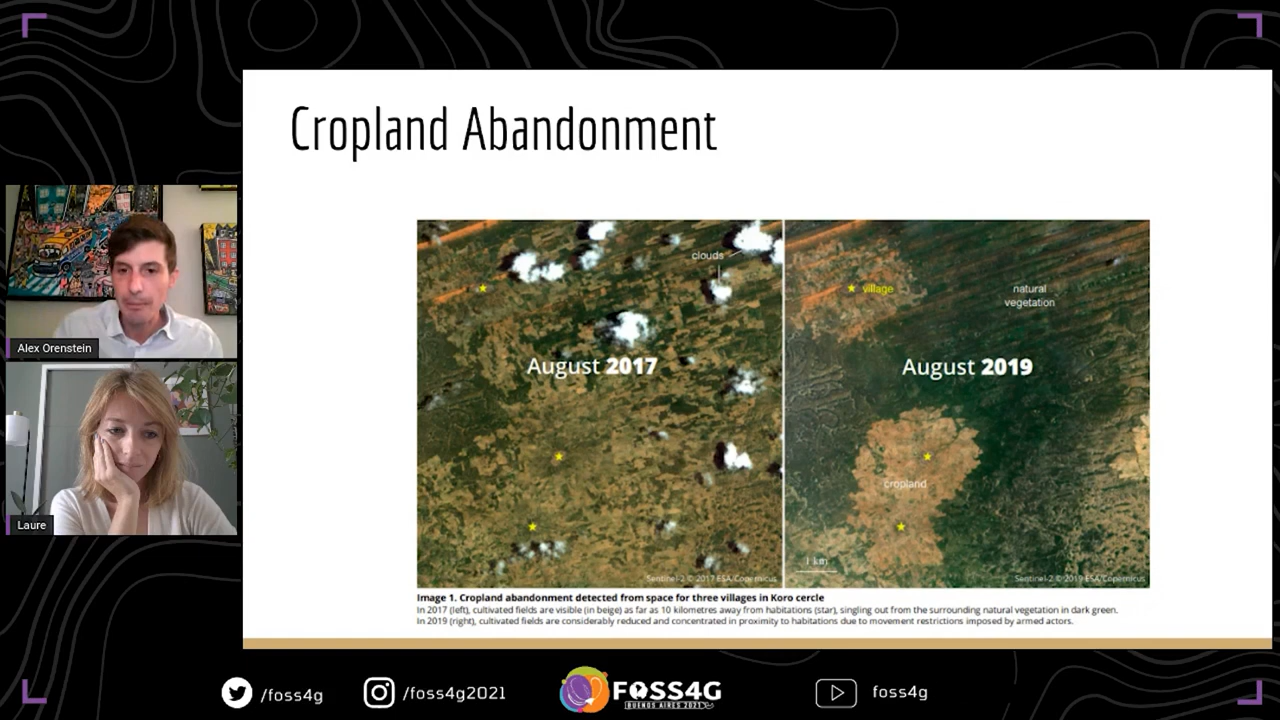 Cropland Abandonment
clouds
village
natural
vegetation
August 2017
August 2019
cropland
1 km
Sentinel-2 © 2017 ESA/Copernicus
Sentinel-2 © 2019 ESA/Copernicus
Image 1. Cropland abandonment detected from space for three villages in Koro cercle
In 2017 (left), cultivated fields are visible (in beige) as far as 10 kilometres away from habitations (star), singling out from the surrounding natural vegetation in dark green.
In 2019 (right), cultivated fields are considerably reduced and concentrated in proximity to habitations due to movement restrictions imposed by armed actors.
Alex Orenstein
Laure
/foss4g
/foss4g2021
FOSS4G
BUENOS AIRES 2021
foss4g